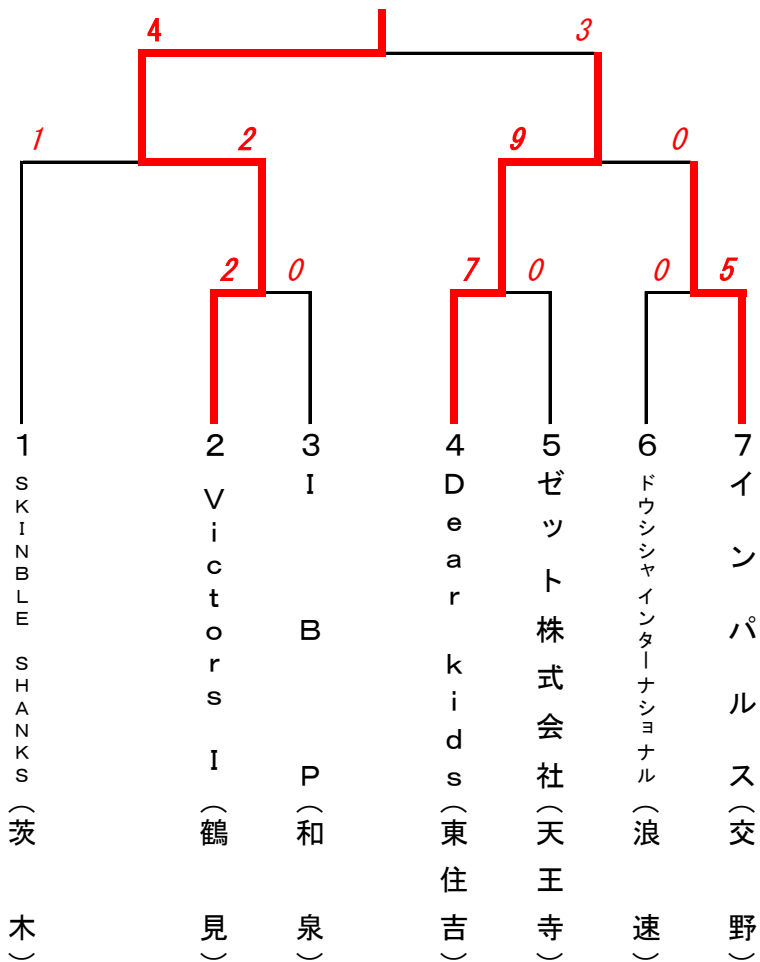 4 3
1 2 9 0
2 0 7 0 0 5
1 2 3 4 5 6 7
SKINBLE SHANKS（茨木）
Victors I（鶴見）
IBP（和泉）
Dear kids（東住吉）
ゼット株式会社（天王寺）
ドウシシャインターナショナル（浪速）
インパルス（交野）